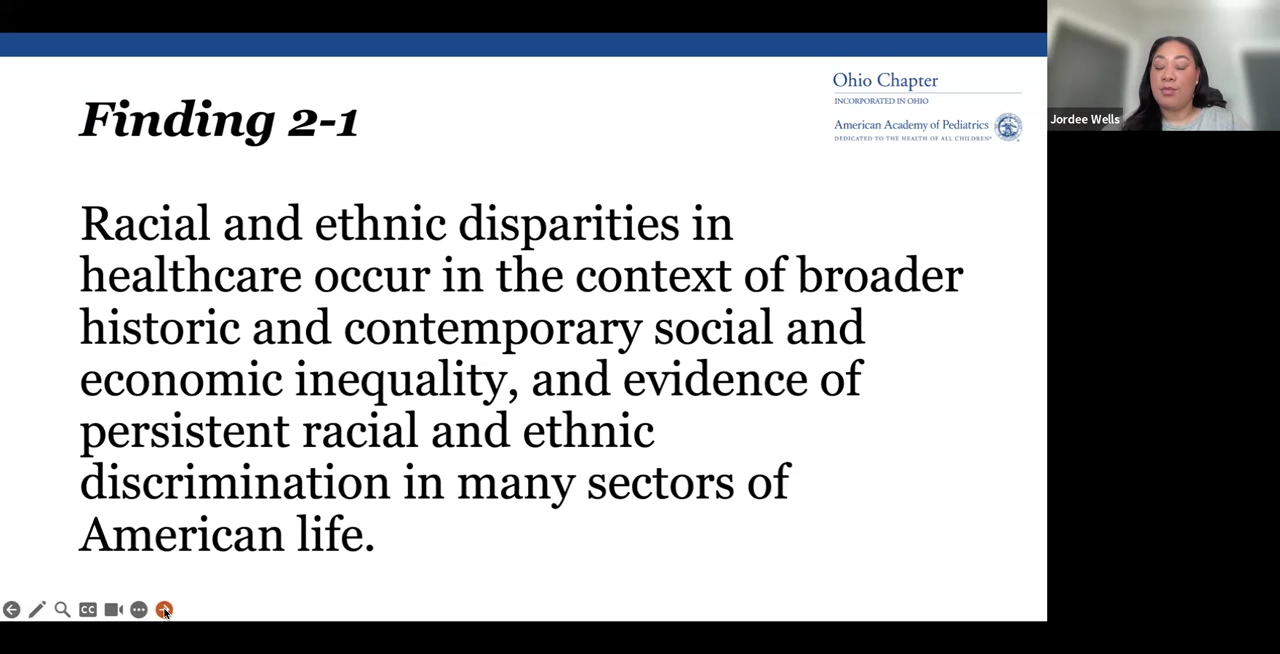 Finding 2-1
Ohio Chapter
INCORPORATED IN OHIO
American Academy of Pediatrics
DEDICATED TO THE HEALTH OF ALL CHILDREN®
Racial and ethnic disparities in
healthcare occur in the context of broader
historic and contemporary social and
economic inequality, and evidence of
persistent racial and ethnic
discrimination in many sectors of
American life.
CC
Jordee Wells